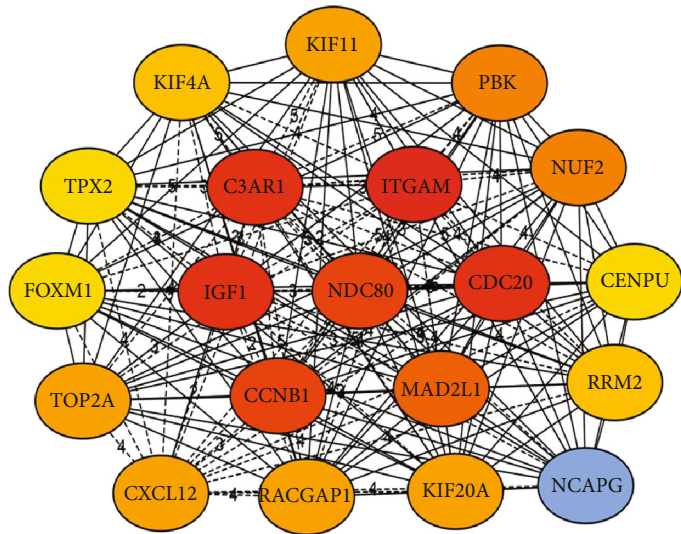 KIF11
KIF4A
PBK
NUF2
TPX2
C3AR1
ITGAM
FOXM1
IGF1
NDC80
CDC20
CENPU
TOP2A
CCNB1
MAD2L1
RRM2
CXCL12
RACGAP1
KIF20A
NCAPG